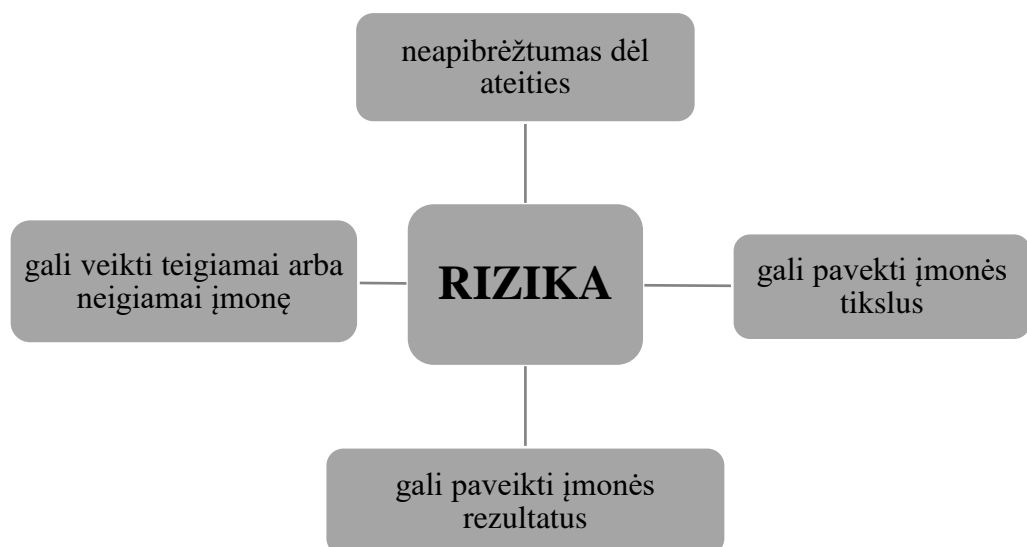 neapibrėžtumas dėl
ateities
gali veikti teigiamai arba
neigiamai įmonę
RIZIKA
gali pavekti įmonės
tikslus
gali paveikti įmonės
rezultatus